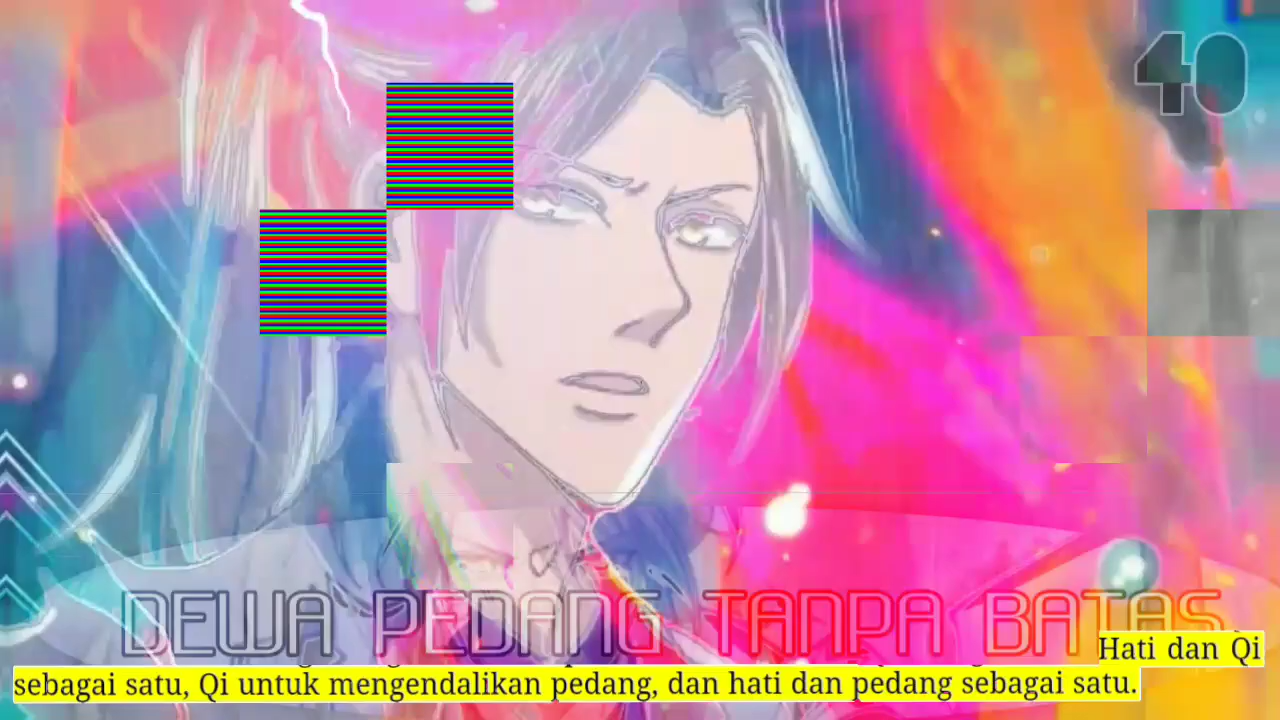 40
DEWA PEDANG TANPA BATAS
Hati dan Qi
sebagai satu, Qi untuk mengendalikan pedang, dan hati dan pedang sebagai satu.